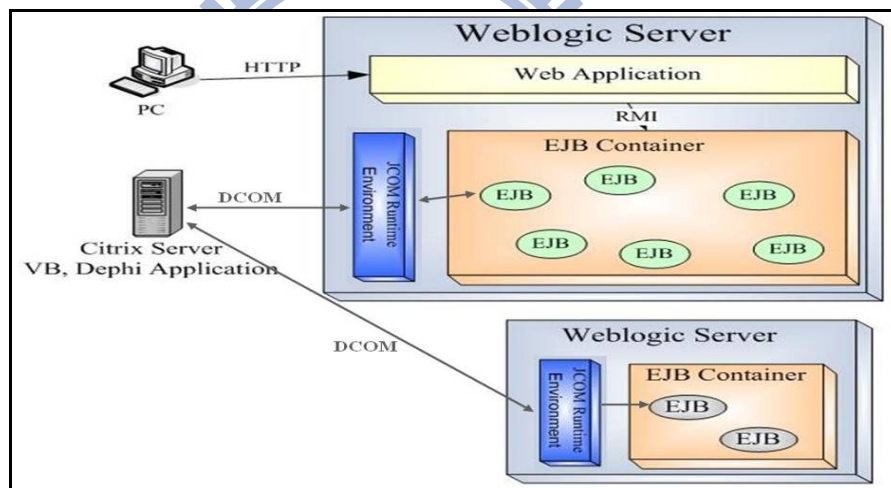 Weblogic Server
HTTP
Web Application
PC
RMI
EJB Container
JCOM Runtime
Environment
EJB
EJB
EJB
DCOM
EJB
EJB
EJB
Citrix Server
VB, Dephi Application
DCOM
Weblogic Server
JCOM Runtime
Environment
EJB Container
EJB
EJB